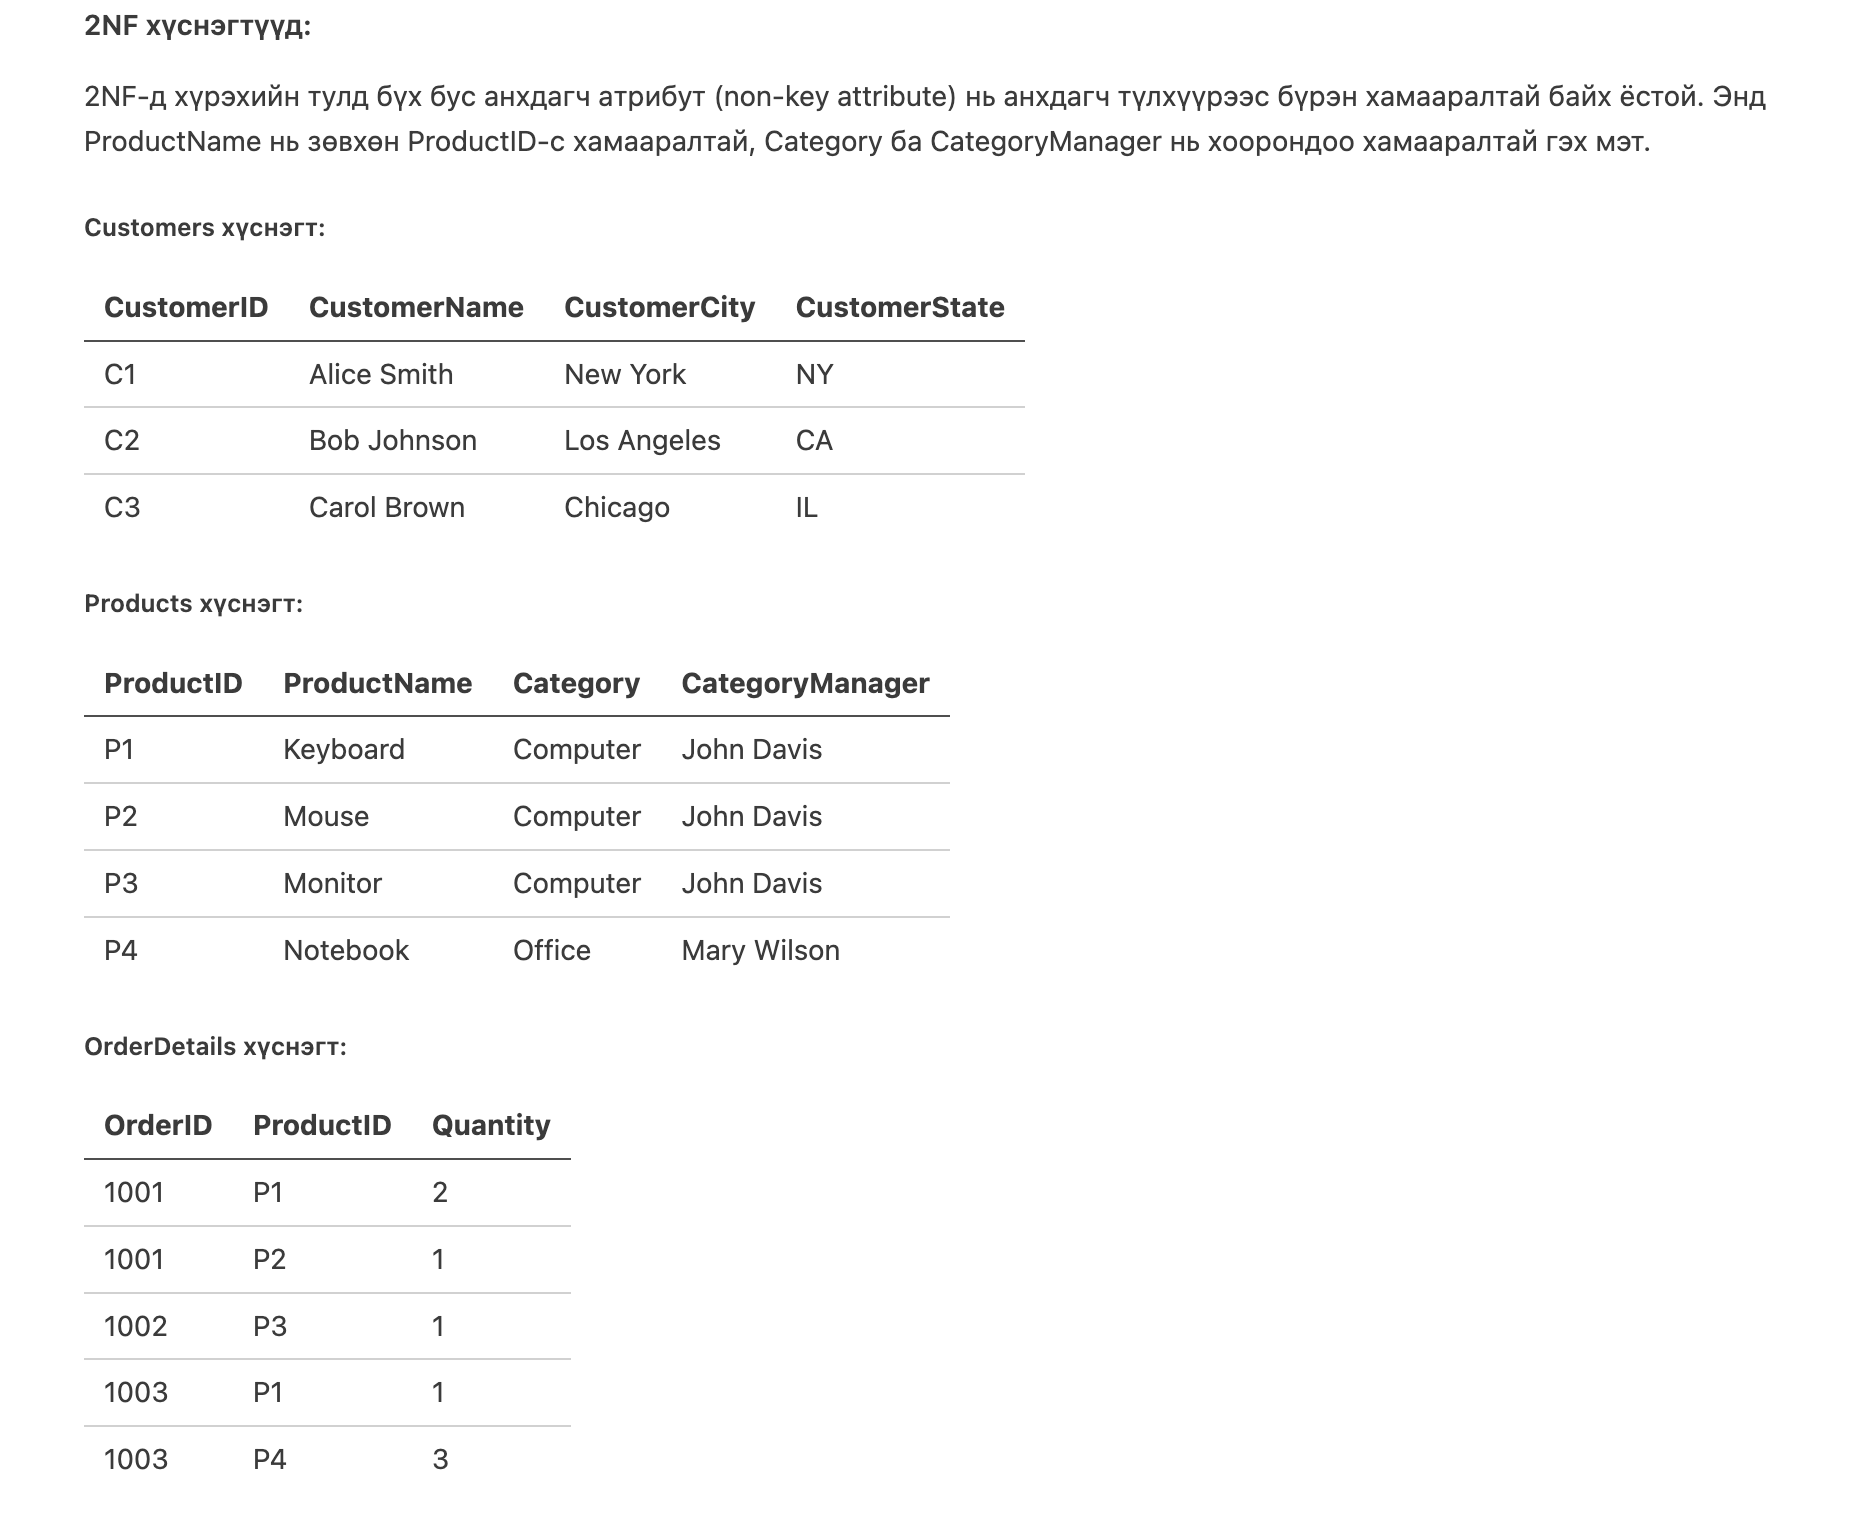 2NF хүснэгтүүд:
2NF-д хүрэхийн тулд бүх бус анхдагч атрибут (non-key attribute) нь анхдагч түлхүүрээс бүрэн хамааралтай байх ёстой. Энд
ProductName нь зөвхөн ProductID-с хамааралтай, Category ба CategoryManager нь хоорондоо хамааралтай гэх мэт.
Customers хүснэгт:
CustomerID CustomerName CustomerCity CustomerState
C1 Alice Smith New York NY
C2 Bob Johnson Los Angeles CA
C3 Carol Brown Chicago IL
Products хүснэгт:
ProductID ProductName Category CategoryManager
P1 Keyboard Computer John Davis
P2 Mouse Computer John Davis
P3 Monitor Computer John Davis
P4 Notebook Office Mary Wilson
OrderDetails хүснэгт:
OrderID ProductID Quantity
1001 P1 2
1001 P2 1
1002 P3 1
1003 P1 1
1003 P4 3